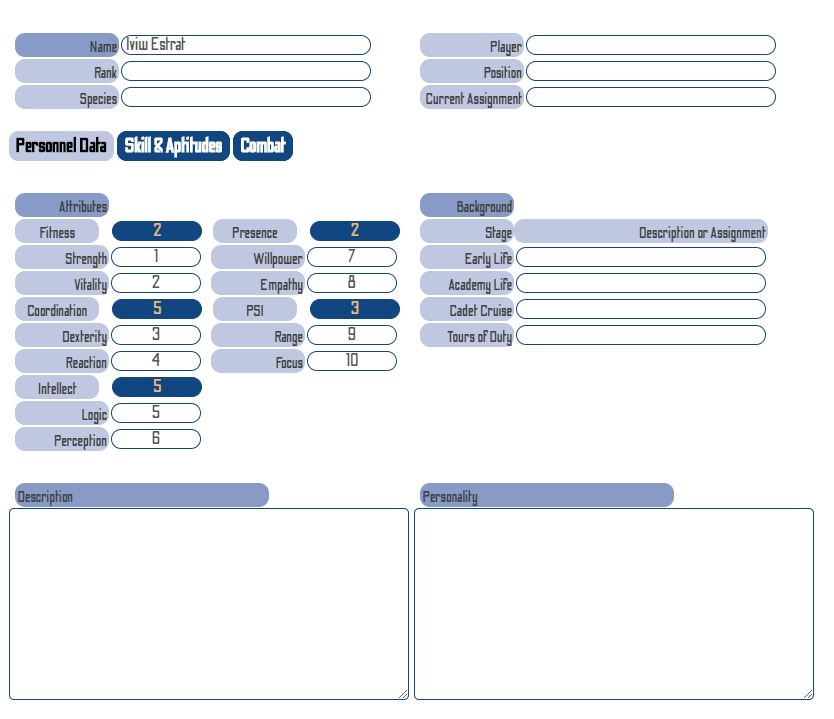 Name Iviw Estrat Player
Rank Position
Species Current Assignment
Personnel Data Skill & Aptitudes Combat
Attributes Background
Fitness 2 Presence 2 Stage Description or Assignment
Strength 1 Willpower 7 Early Life
Vitality 2 Empathy 8 Academy Life
Coordination 5 PSI 3 Cadet Cruise
Dexterity 3 Range 9 Tours of Duty
Reaction 4 Focus 10
Intellect 5
Logic 5
Perception 6
Description Personality